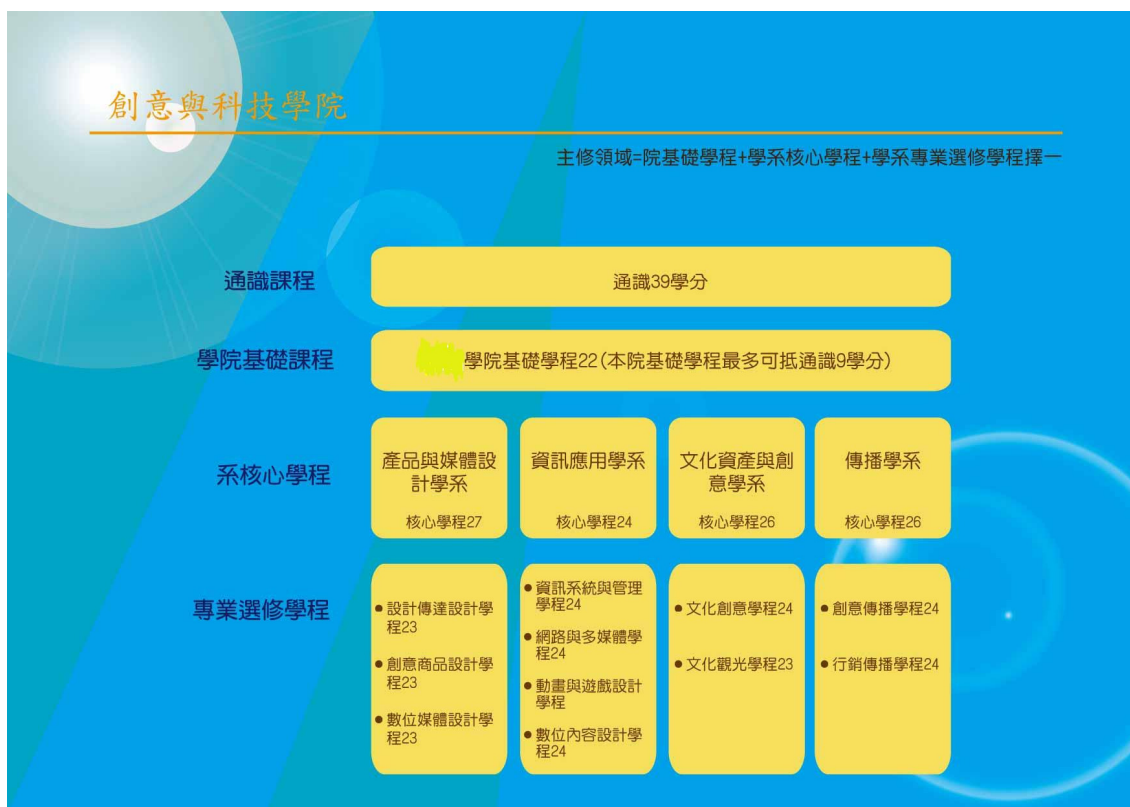 創意與科技學院
主修領域=院基礎學程+學系核心學程+學系專業選修學程擇一
通識課程
通識39學分
學院基礎課程
學院基礎學程22(本院基礎學程最多可抵通識9學分)
系核心學程
產品與媒體設
計學系
核心學程27
資訊應用學系
核心學程24
文化資產與創
意學系
核心學程26
傳播學系
核心學程26
專業選修學程
●設計傳達設計學
程23
●創意商品設計學
程23
●數位媒體設計學
程23
●資訊系統與管理
學程24
●網路與多媒體學
程24
●動畫與遊戲設計
學程
●數位內容設計學
程24
●文化創意學程24
●文化觀光學程23
●創意傳播學程24
●行銷傳播學程24